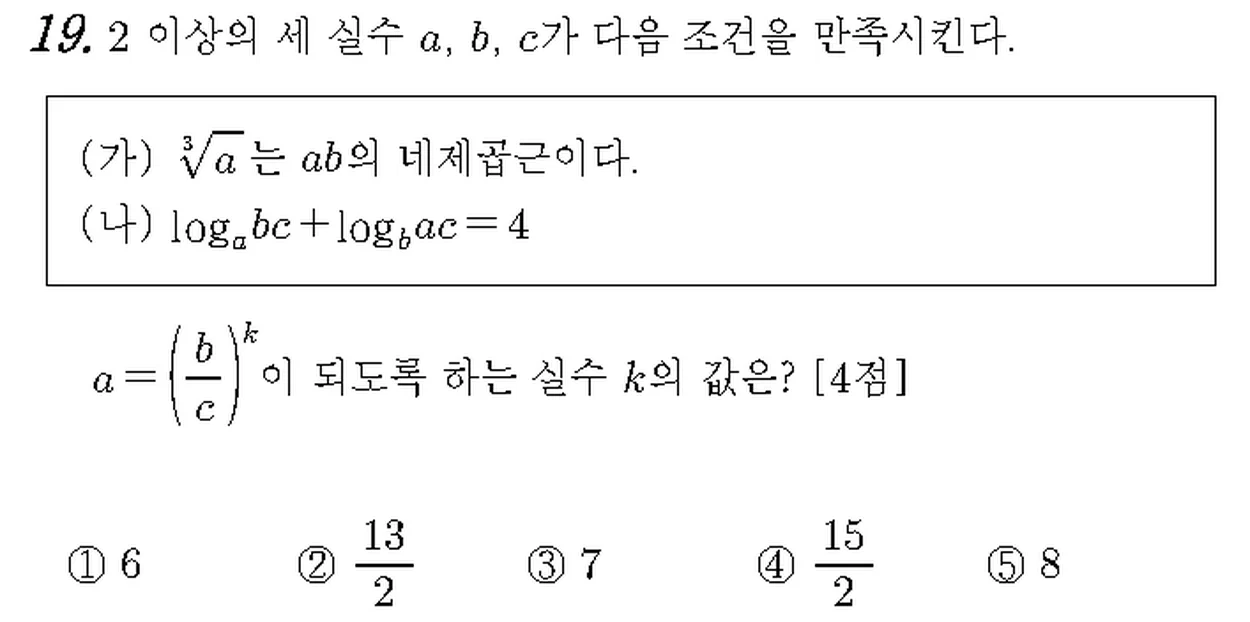 19. 2 이상의 세 실수 a, b, c가 다음 조건을 만족시킨다.
(가) ∛a 는 ab의 네제곱근이다.
(나) logₐbc + log_b ac = 4
a = (b/c)^k 이 되도록 하는 실수 k의 값은? [4점]
① 6 ② 13/2 ③ 7 ④ 15/2 ⑤ 8